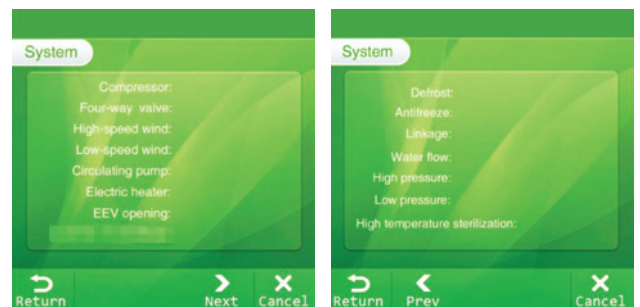 System
Compressor:
Four-way valve:
High-speed wind:
Low-speed wind:
Circulating pump:
Electric heater:
EEV opening:
Return Next Cancel
System
Defrost:
Antifreeze:
Linkage:
Water flow:
High pressure:
Low pressure:
High temperature sterilization:
Return Prev Cancel